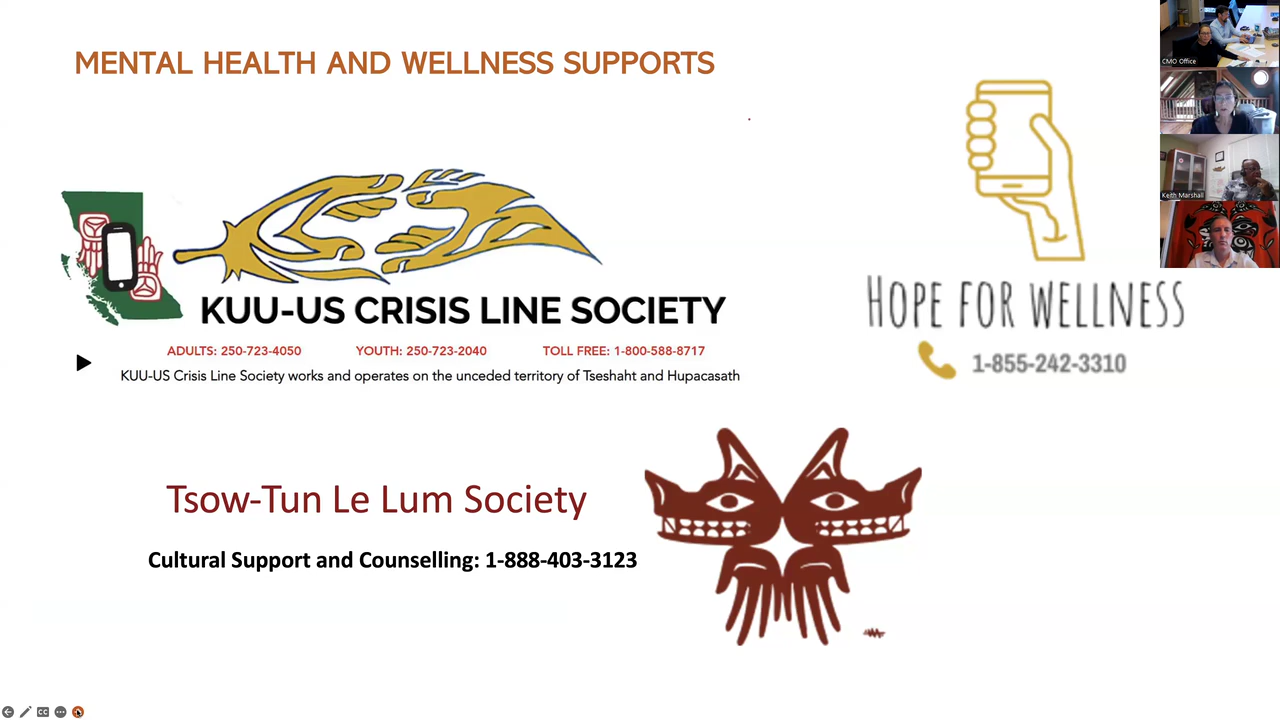 MENTAL HEALTH AND WELLNESS SUPPORTS
CMO Office
Keith Marshall
KUU-US CRISIS LINE SOCIETY
ADULTS: 250-723-4050 YOUTH: 250-723-2040 TOLL FREE: 1-800-588-8717
KUU-US Crisis Line Society works and operates on the unceded territory of Tseshaht and Hupacasath
HOPE FOR WELLNESS
1-855-242-3310
Tsow-Tun Le Lum Society
Cultural Support and Counselling: 1-888-403-3123
CC